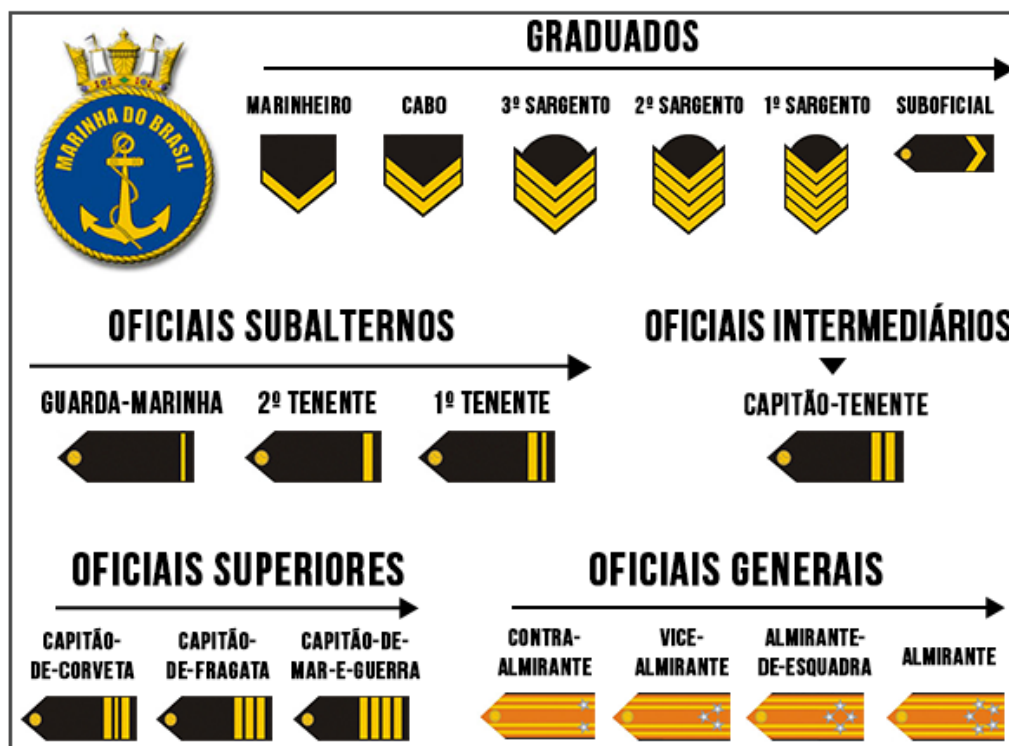 MARINHA DO BRASIL
GRADUADOS
MARINHEIRO
CABO
3º SARGENTO
2º SARGENTO
1º SARGENTO
SUBOFICIAL
OFICIAIS SUBALTERNOS
GUARDA-MARINHA
2º TENENTE
1º TENENTE
OFICIAIS INTERMEDIÁRIOS
CAPITÃO-TENENTE
OFICIAIS SUPERIORES
CAPITÃO-
DE-CORVETA
CAPITÃO-
DE-FRAGATA
CAPITÃO-DE-
MAR-E-GUERRA
OFICIAIS GENERAIS
CONTRA-
ALMIRANTE
VICE-
ALMIRANTE
ALMIRANTE-
DE-ESQUADRA
ALMIRANTE